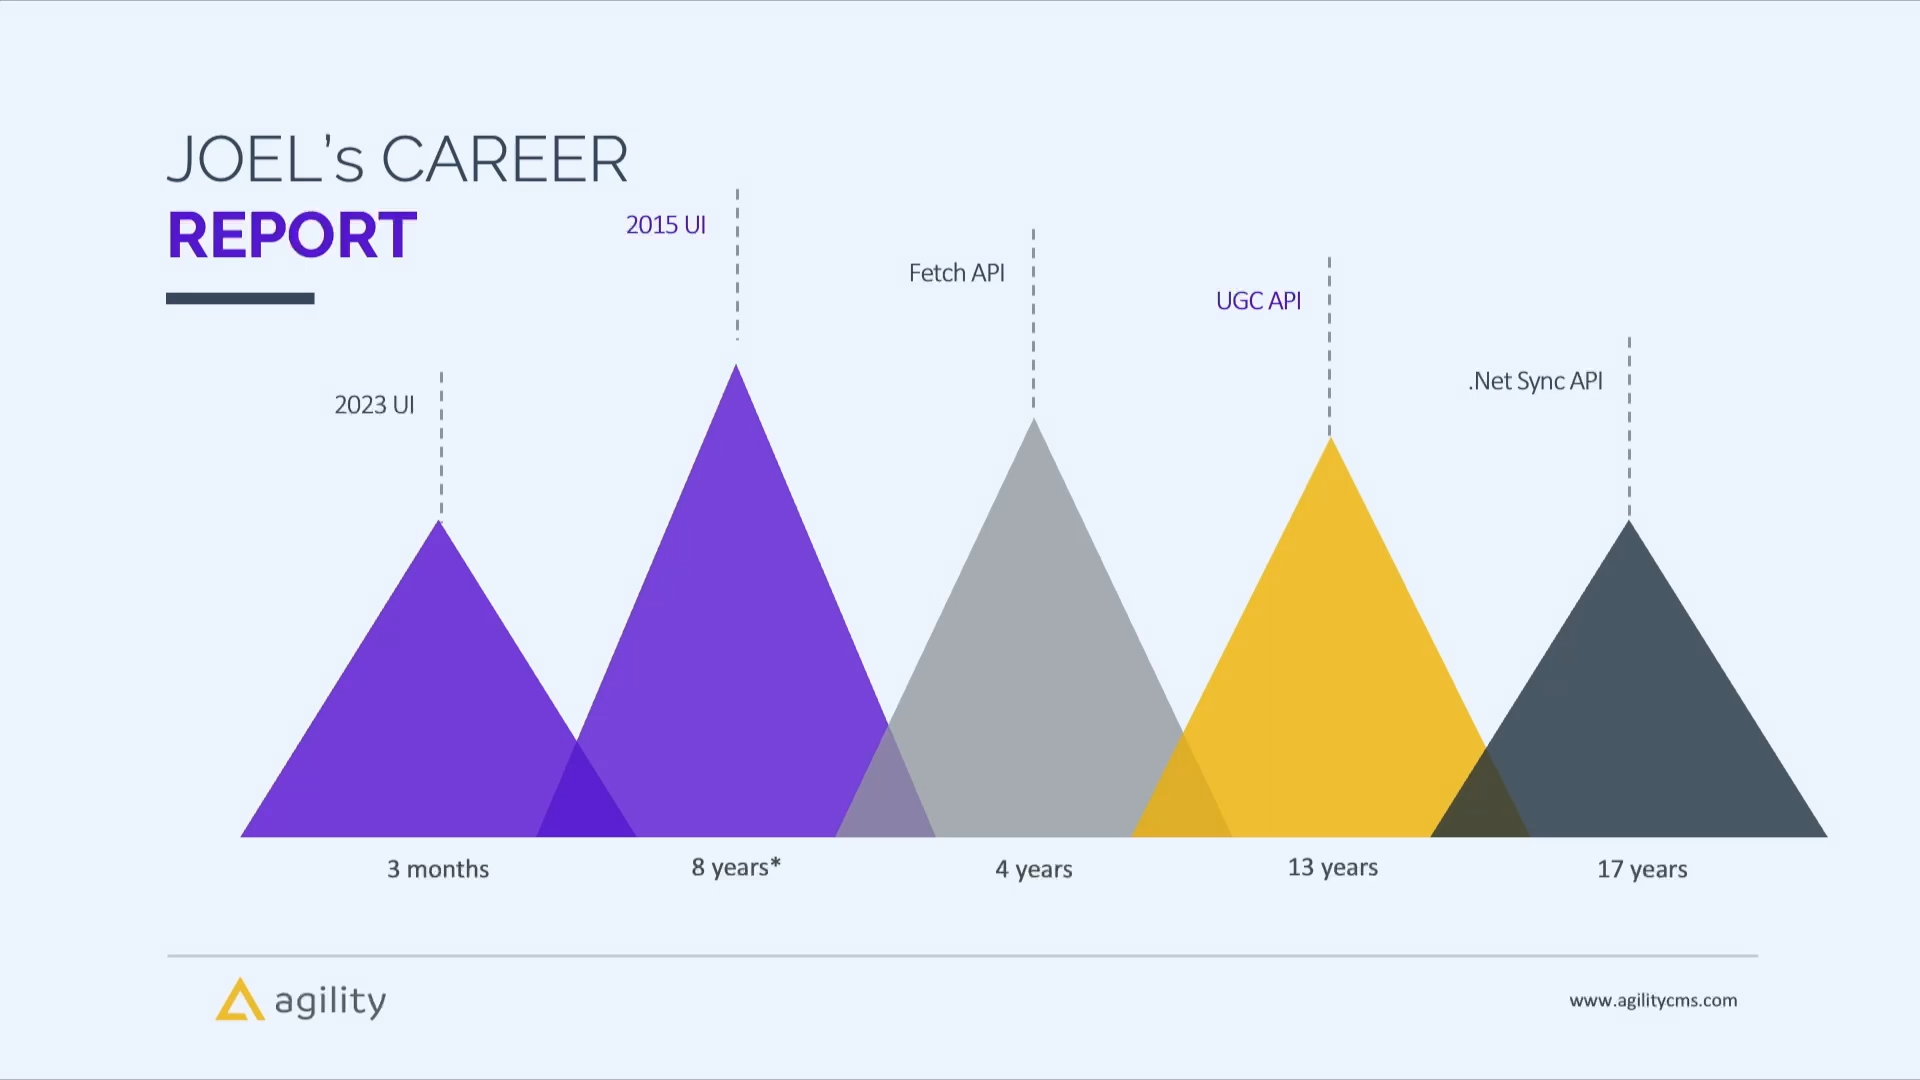 JOEL's CAREER
REPORT
2015 UI
Fetch API
UGC API
.Net Sync API
2023 UI
3 months
8 years*
4 years
13 years
17 years
agility
www.agilitycms.com